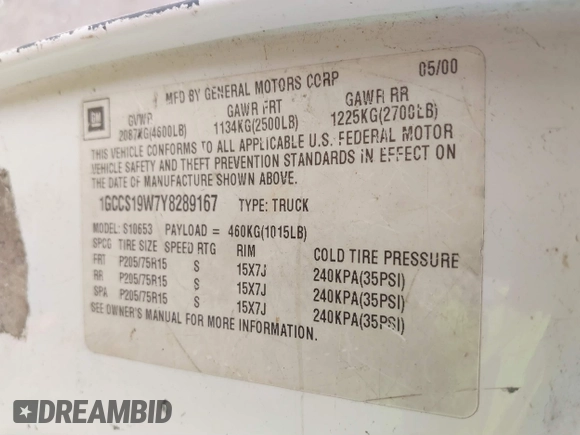 MFD BY GENERAL MOTORS CORP 05/00
GM
GVWR GAWR FRT GAWR RR
2087KG(4600LB) 1134KG(2500LB) 1225KG(2700LB)
THIS VEHICLE CONFORMS TO ALL APPLICABLE U.S. FEDERAL MOTOR
VEHICLE SAFETY AND THEFT PREVENTION STANDARDS IN EFFECT ON
THE DATE OF MANUFACTURE SHOWN ABOVE.
1GCCS19W7Y8289167 TYPE: TRUCK
MODEL: S10653 PAYLOAD = 460KG(1015LB)
SPCG TIRE SIZE SPEED RTG RIM COLD TIRE PRESSURE
FRT P205/75R15 S 15X7J 240KPA(35PSI)
RR P205/75R15 S 15X7J 240KPA(35PSI)
SPA P205/75R15 S 15X7J 240KPA(35PSI)
SEE OWNER'S MANUAL FOR MORE INFORMATION.
DREAMBID